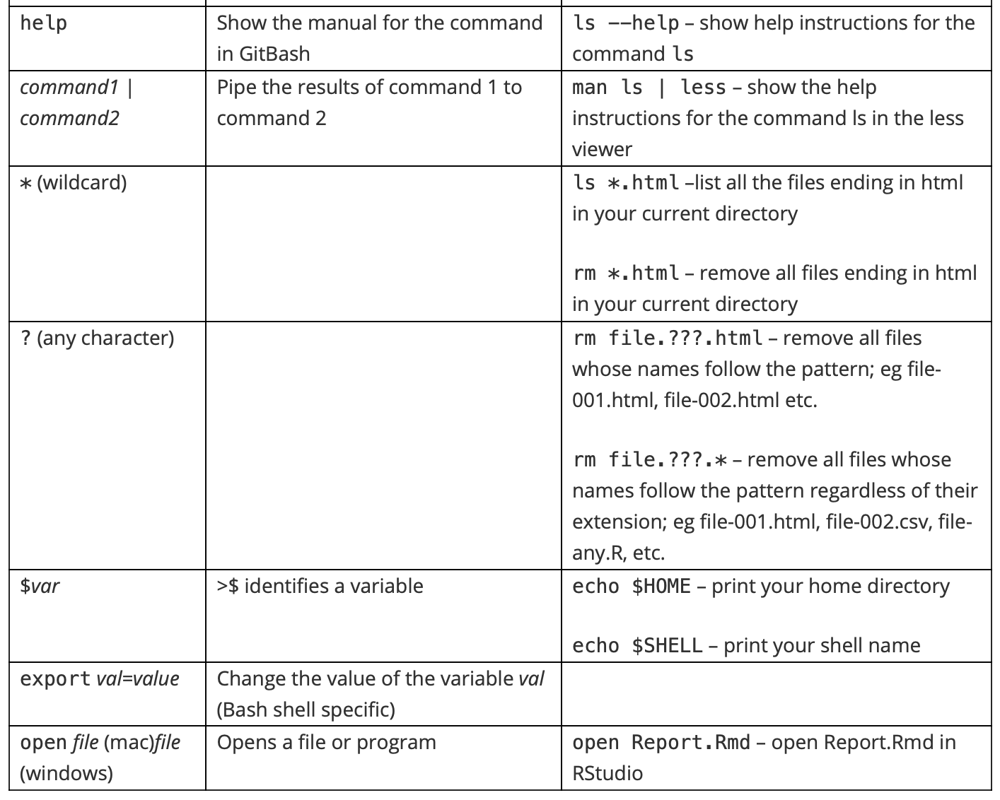 help
Show the manual for the command
in GitBash
ls --help – show help instructions for the
command ls
command1 |
command2
Pipe the results of command 1 to
command 2
man ls | less – show the help
instructions for the command ls in the less
viewer
* (wildcard)
ls *.html –list all the files ending in html
in your current directory
rm *.html – remove all files ending in html
in your current directory
? (any character)
rm file.???.html – remove all files
whose names follow the pattern; eg file-
001.html, file-002.html etc.
rm file.???.* – remove all files whose
names follow the pattern regardless of their
extension; eg file-001.html, file-002.csv, file-
any.R, etc.
$var
>$ identifies a variable
echo $HOME – print your home directory
echo $SHELL – print your shell name
export val=value
Change the value of the variable val
(Bash shell specific)
open file (mac)file
(windows)
Opens a file or program
open Report.Rmd – open Report.Rmd in
RStudio